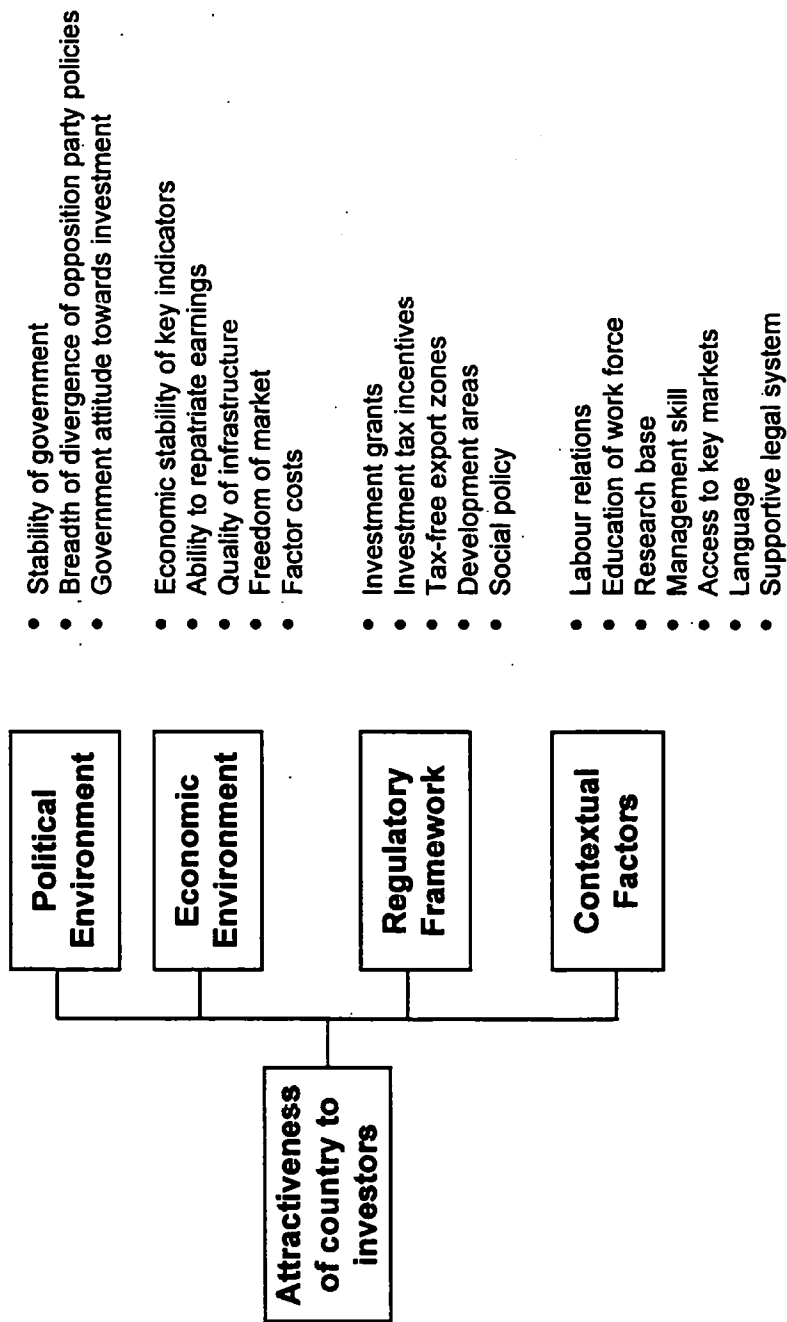 Attractiveness
of country to
investors
Political
Environment
• Stability of government
• Breadth of divergence of opposition party policies
• Government attitude towards investment
Economic
Environment
• Economic stability of key indicators
• Ability to repatriate earnings
• Quality of infrastructure
• Freedom of market
• Factor costs
Regulatory
Framework
• Investment grants
• Investment tax incentives
• Tax-free export zones
• Development areas
• Social policy
Contextual
Factors
• Labour relations
• Education of work force
• Research base
• Management skill
• Access to key markets
• Language
• Supportive legal system